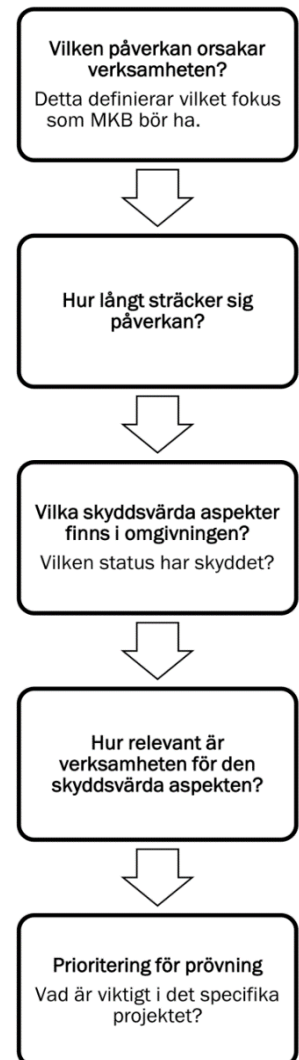 Vilken påverkan orsakar
verksamheten?
Detta definierar vilket fokus
som MKB bör ha.
Hur långt sträcker sig
påverkan?
Vilka skyddsvärda aspekter
finns i omgivningen?
Vilken status har skyddet?
Hur relevant är
verksamheten för den
skyddsvärda aspekten?
Prioritering för prövning
Vad är viktigt i det specifika
projektet?